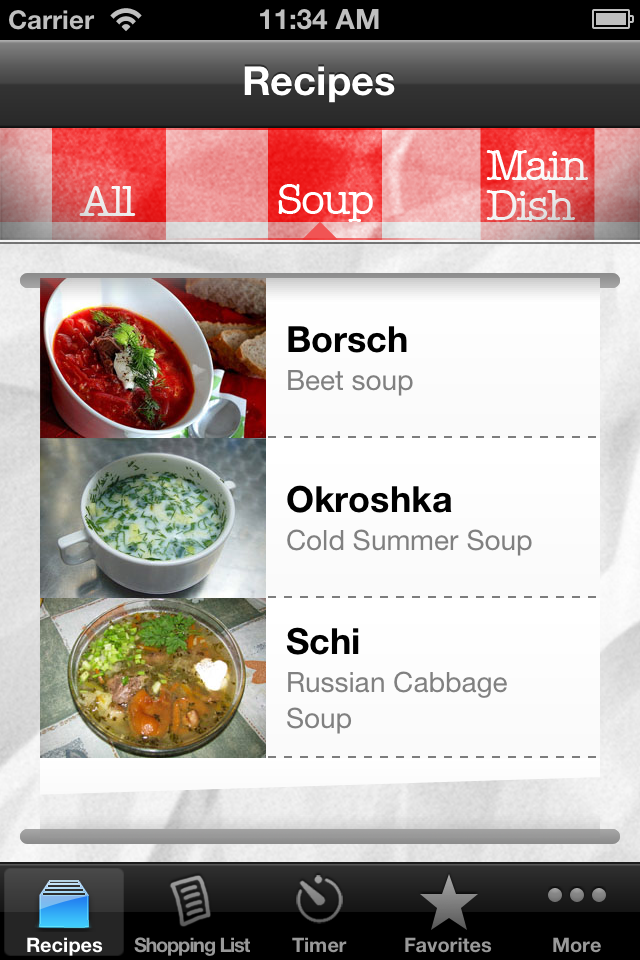 Carrier 11:34 AM
Recipes
All Soup Main
Dish
Borsch
Beet soup
Okroshka
Cold Summer Soup
Schi
Russian Cabbage
Soup
Recipes Shopping List Timer Favorites More